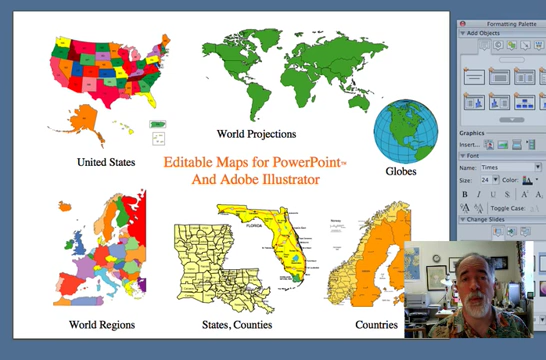 Formatting Palette
Add Objects
World Projections
United States
Editable Maps for PowerPoint™
And Adobe Illustrator
Globes
Graphics
Insert...
Font
Name: Times
Size: 24
Color:
B I U S A² A
Toggle Case:
Change Slides
FLORIDA
World Regions
States, Counties
Countries